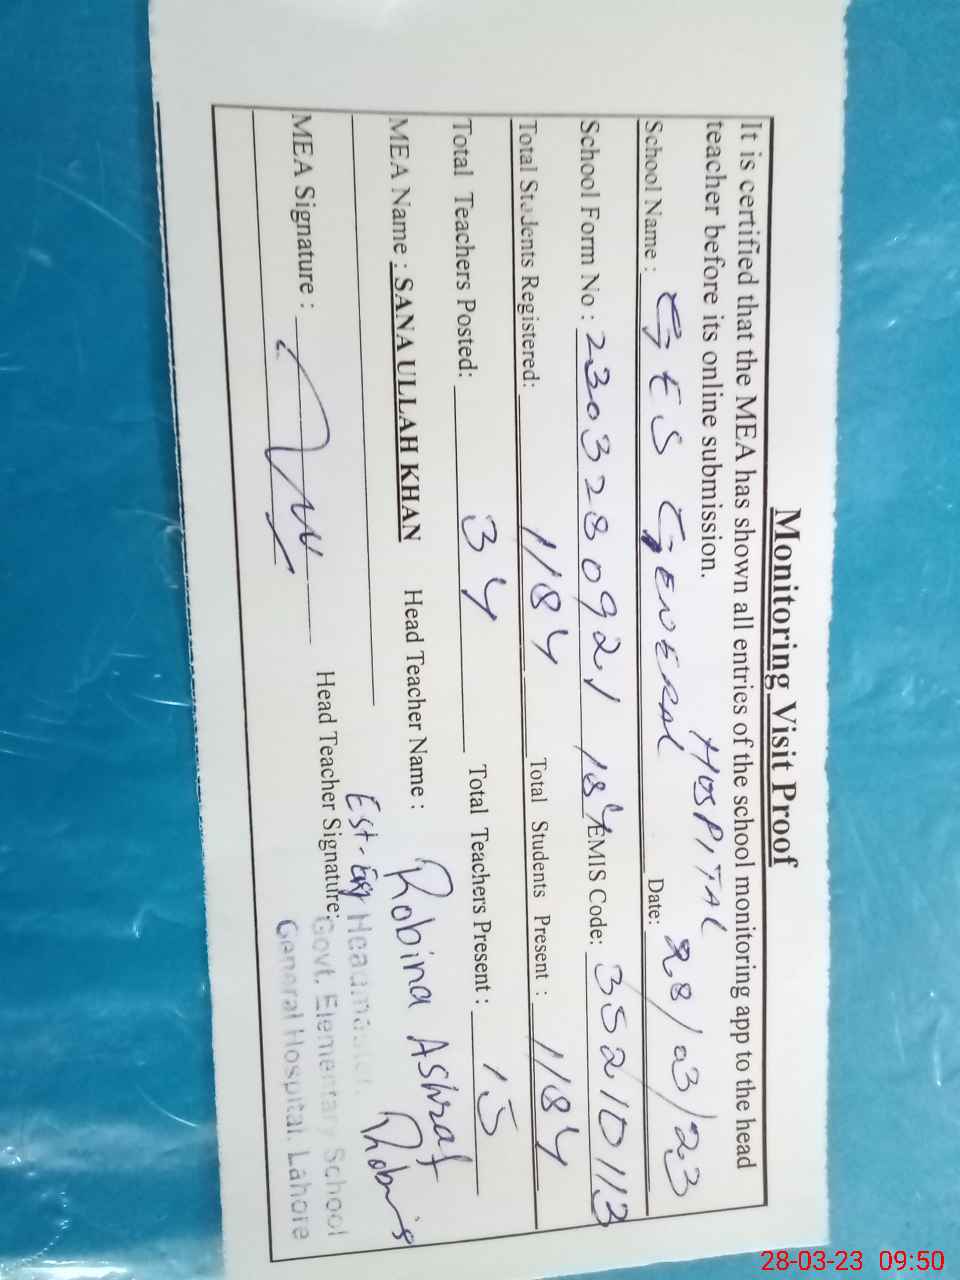 Monitoring Visit Proof
It is certified that the MEA has shown all entries of the school monitoring app to the head
teacher before its online submission.
School Name : GES GENERAL HOSPITAL Date: 28/03/23
School Form No : 2303280921 EMIS Code: 35210113
Total Students Registered: 1184 Total Students Present : 1184
Total Teachers Posted: 34 Total Teachers Present : 15
MEA Name : SANA ULLAH KHAN Head Teacher Name : Robina Ashraf
MEA Signature : Head Teacher Signature:
Headmaster
Govt. Elementary School
General Hospital, Lahore
28-03-23 09:50